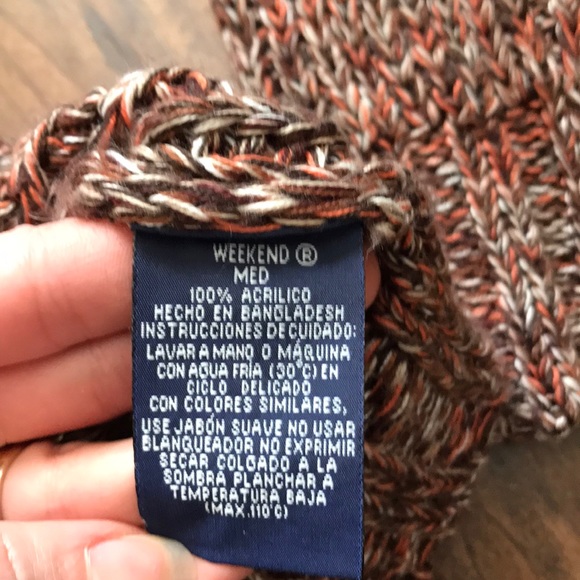 WEEKEND ®
MED
100% ACRILICO
HECHO EN BANGLADESH
INSTRUCCIONES DE CUIDADO:
LAVAR A MANO O MÁQUINA
CON AGUA FRÍA (30°C) EN
CICLO DELICADO
CON COLORES SIMILARES,
USE JABÓN SUAVE NO USAR
BLANQUEADOR NO EXPRIMIR
SECAR COLGADO A LA
SOMBRA PLANCHAR A
TEMPERATURA BAJA
(MAX.110°C)